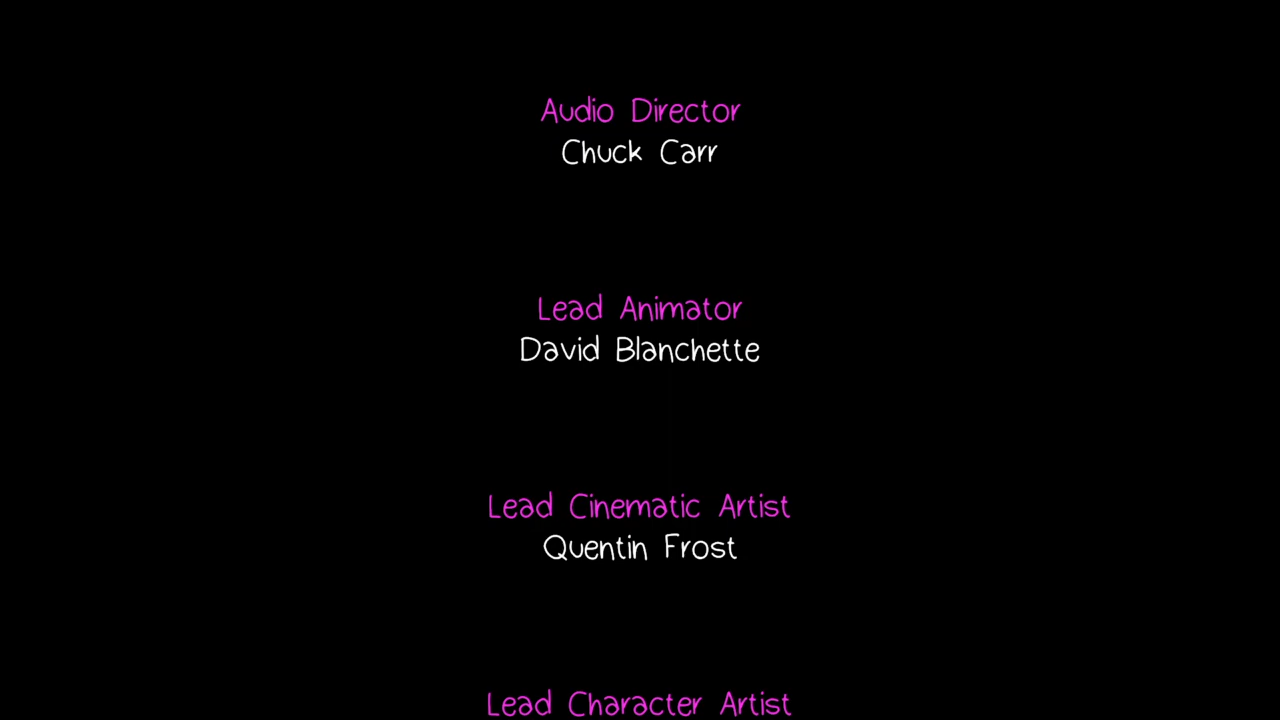 Audio Director
Chuck Carr
Lead Animator
David Blanchette
Lead Cinematic Artist
Quentin Frost
Lead Character Artist